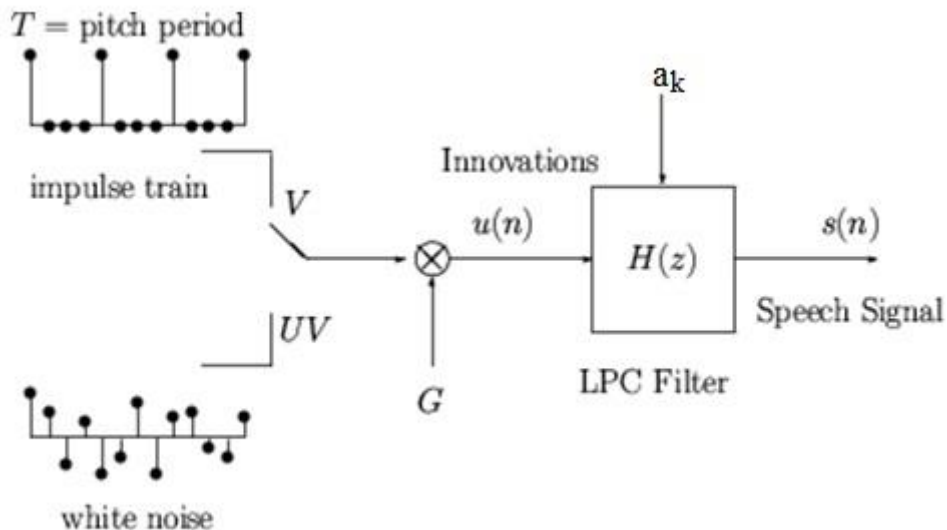 T = pitch period
impulse train
V
UV
white noise
G
Innovations
u(n)
a_k
H(z)
LPC Filter
s(n)
Speech Signal